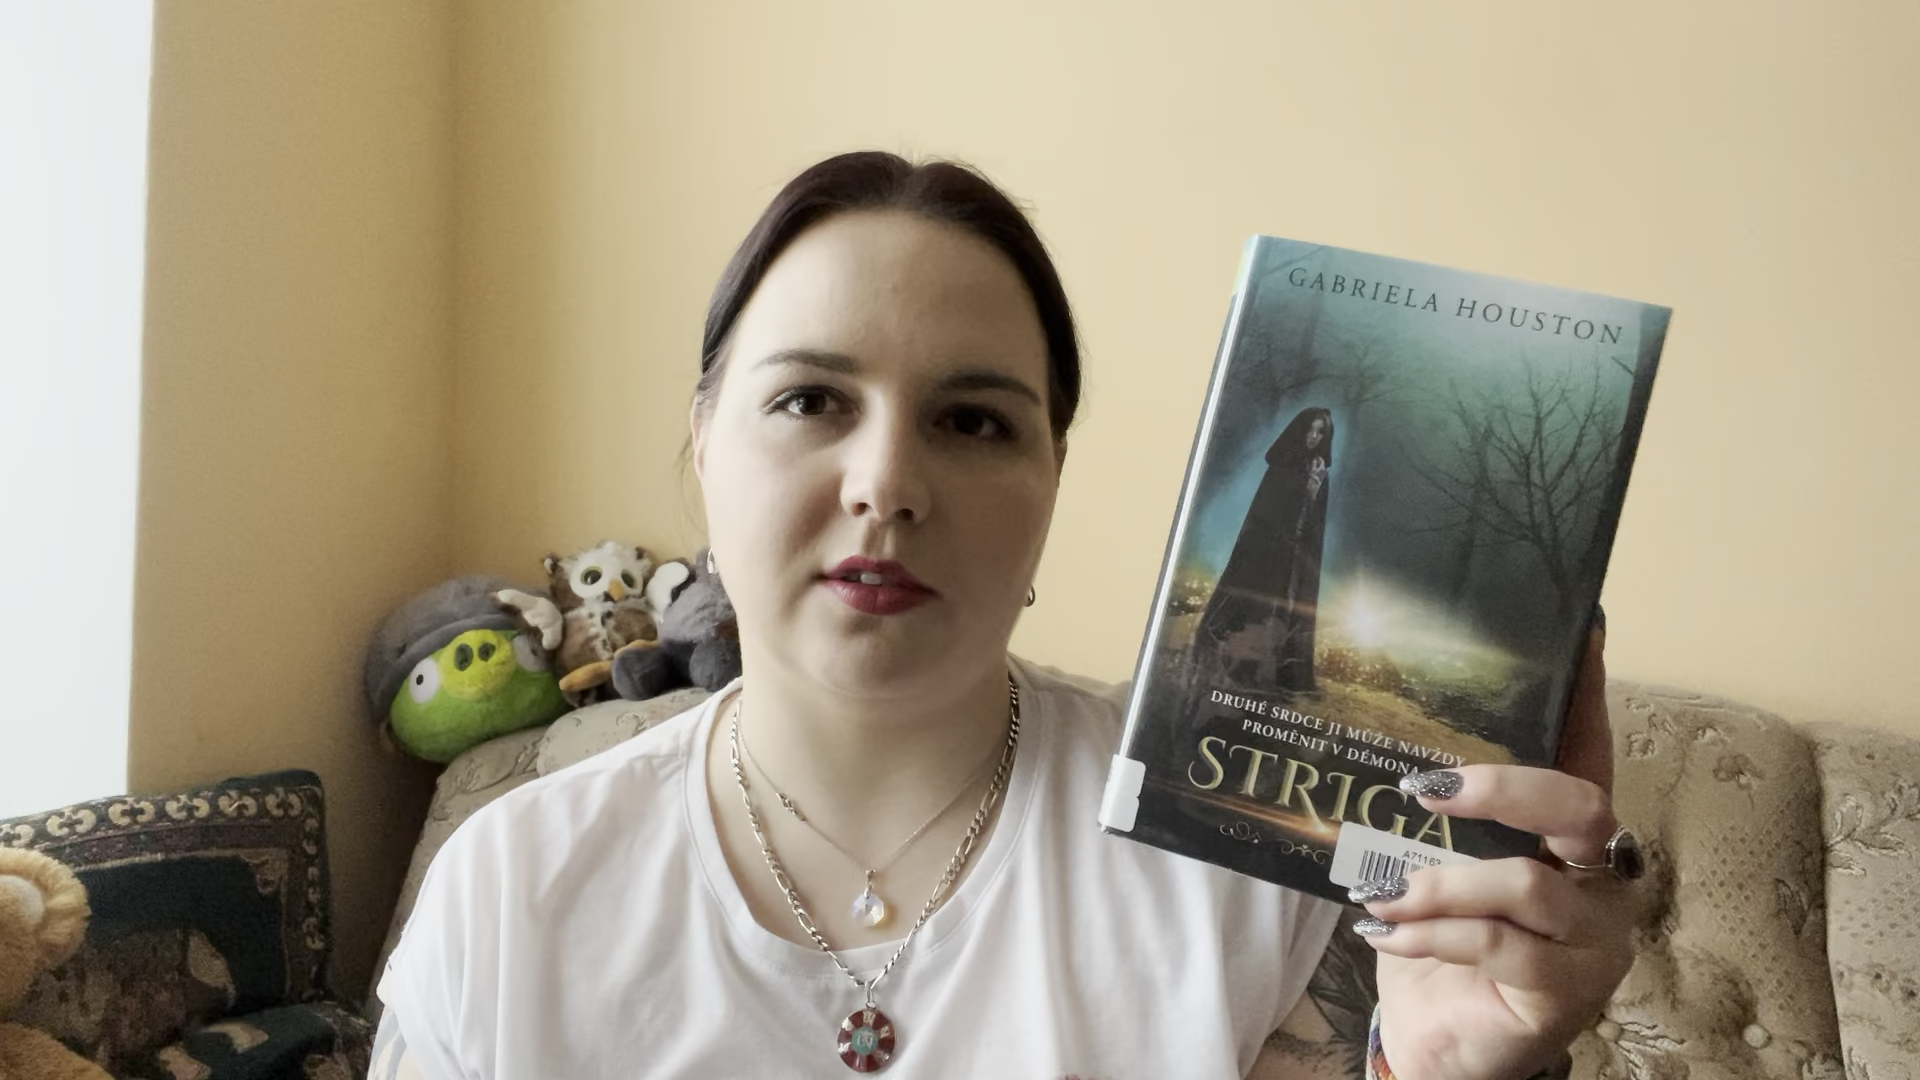 GABRIELA HOUSTON
DRUHÉ SRDCE JI MŮŽE NAVŽDY
PROMĚNIT V DÉMONA
STRIGA